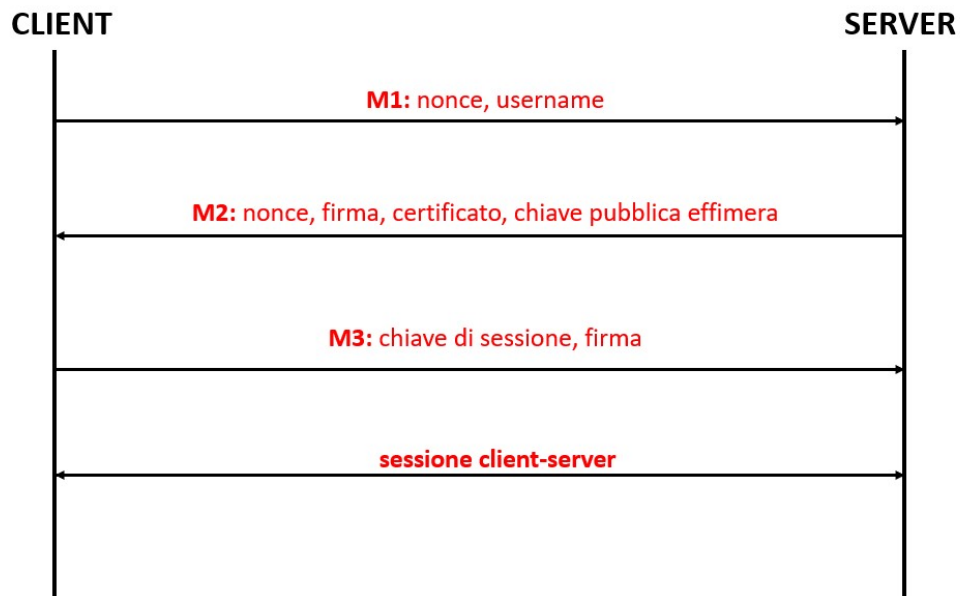 CLIENT
SERVER
M1: nonce, username
M2: nonce, firma, certificato, chiave pubblica effimera
M3: chiave di sessione, firma
sessione client-server